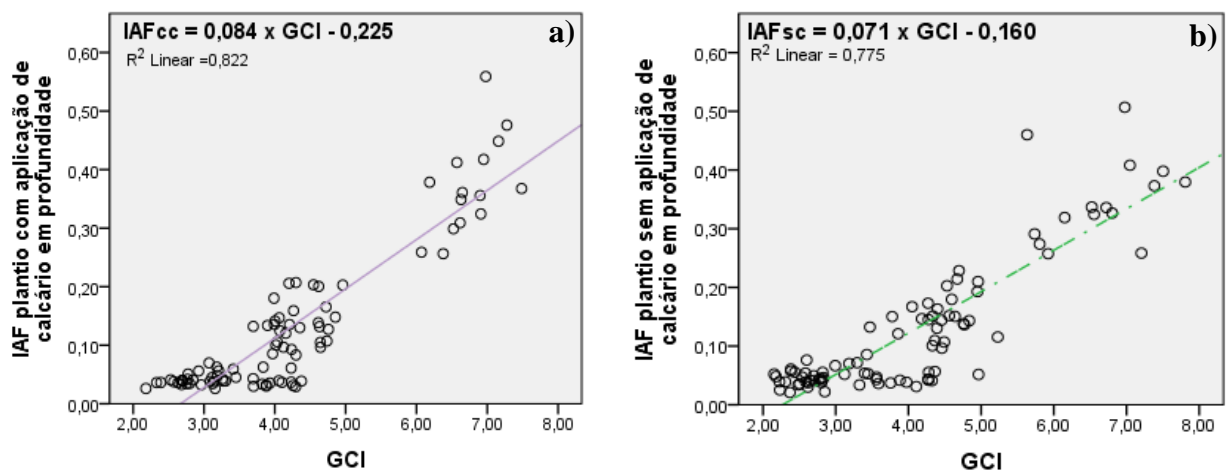 IAFcc = 0,084 x GCI - 0,225
a)
R² Linear =0,822
IAF plantio com aplicação de
calcário em profundidade
0,60
0,50
0,40
0,30
0,20
0,10
0,00
2,00 3,00 4,00 5,00 6,00 7,00 8,00
GCI
IAFsc = 0,071 x GCI - 0,160
b)
R² Linear = 0,775
IAF plantio sem aplicação de
calcário em profundidade
0,60
0,50
0,40
0,30
0,20
0,10
0,00
2,00 3,00 4,00 5,00 6,00 7,00 8,00
GCI